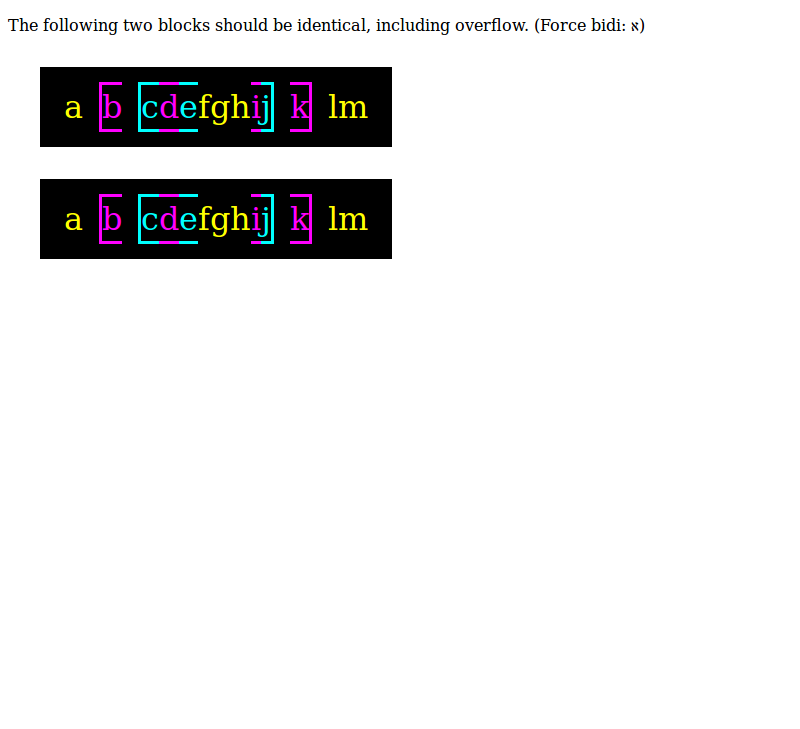 The following two blocks should be identical, including overflow. (Force bidi: א)
a b cdefghij k lm
a b cdefghij k lm